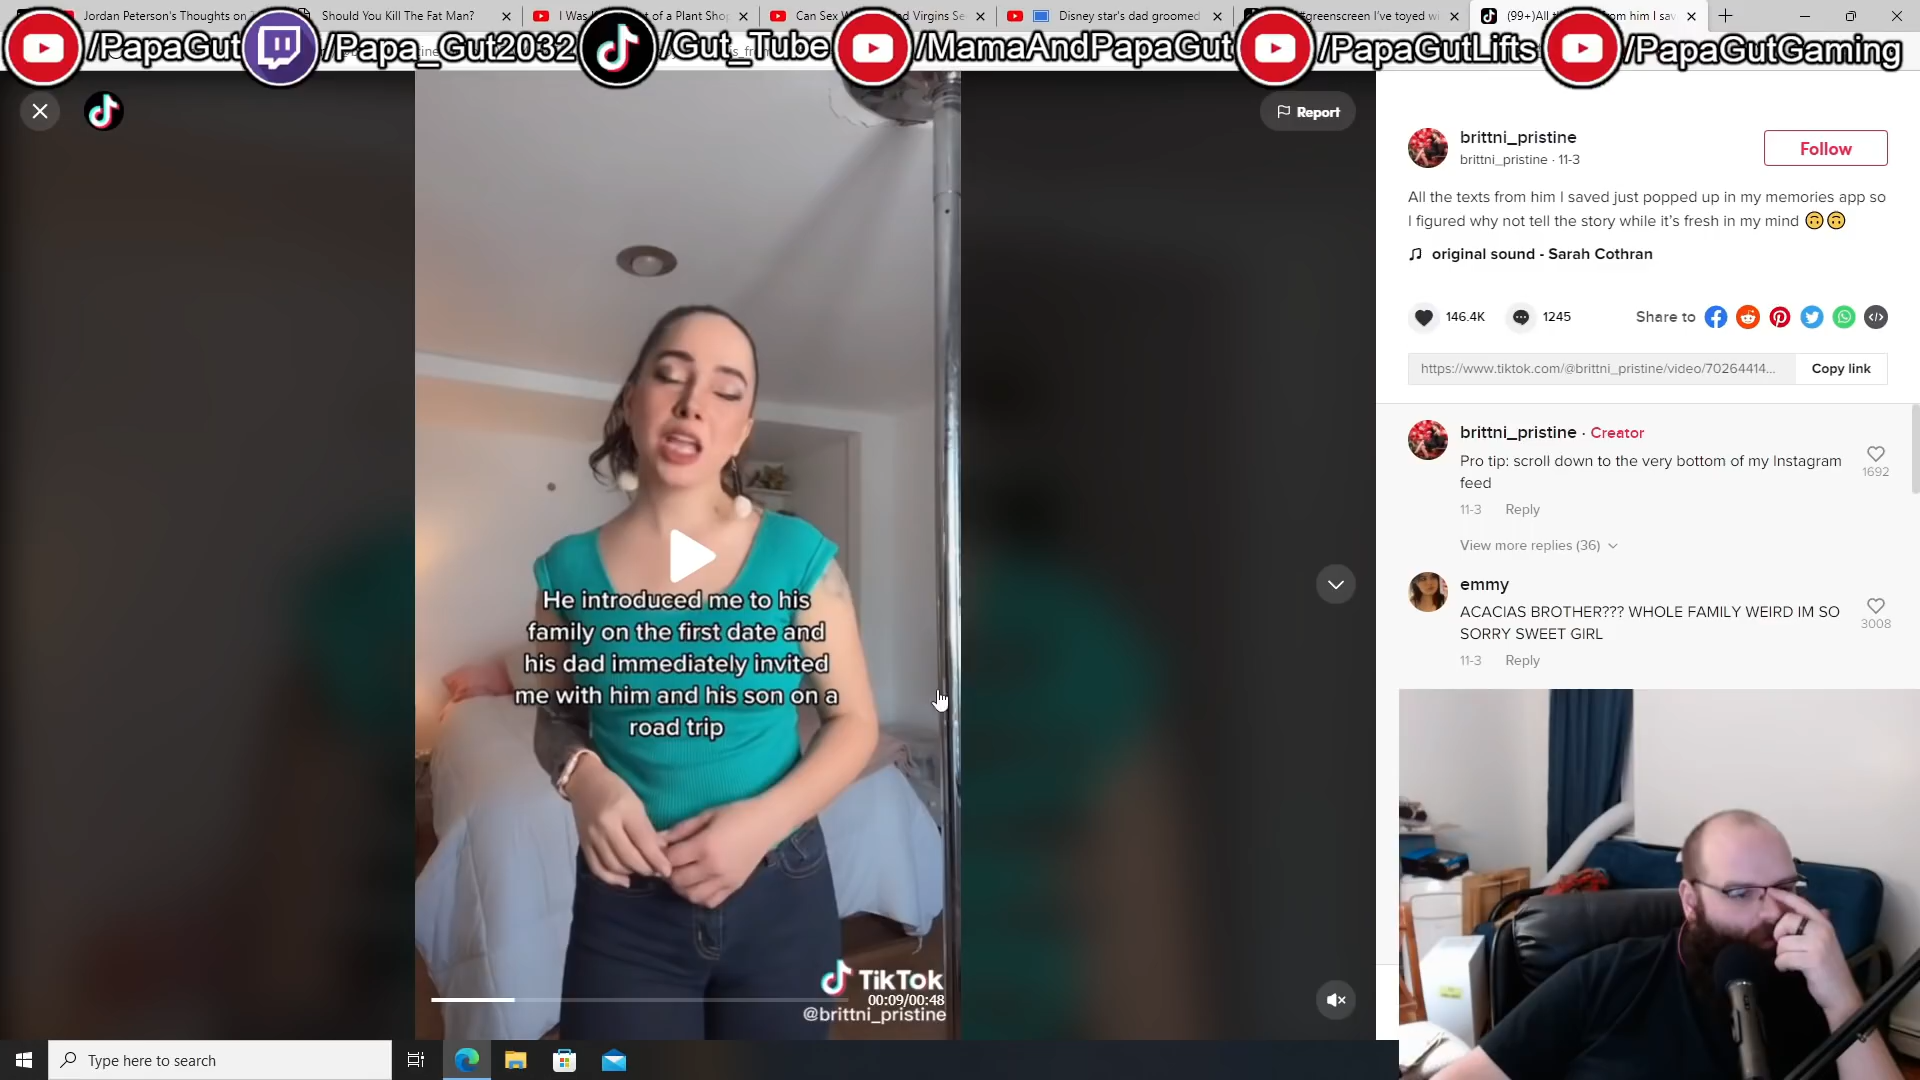 Jordan Peterson's Thoughts on
Should You Kill The Fat Man?
of a Plant Shop
Can Sex
Virgins Se
Disney star's dad groomed
#greenscreen I've toyed wi
(99+)All
from him I sav
/PapaGut
/Papa_Gut2032
/Gut_Tube
/MamaAndPapaGut
/PapaGutLifts
/PapaGutGaming
Report
He introduced me to his
family on the first date and
his dad immediately invited
me with him and his son on a
road trip
TikTok
00:09/00:48
@brittni_pristine
brittni_pristine
brittni_pristine · 11-3
Follow
All the texts from him I saved just popped up in my memories app so
I figured why not tell the story while it's fresh in my mind 🙃🙃
original sound - Sarah Cothran
146.4K
1245
Share to
https://www.tiktok.com/@brittni_pristine/video/70264414...
Copy link
brittni_pristine · Creator
Pro tip: scroll down to the very bottom of my Instagram
feed
1692
11-3 Reply
View more replies (36)
emmy
ACACIAS BROTHER??? WHOLE FAMILY WEIRD IM SO
SORRY SWEET GIRL
3008
11-3 Reply
Type here to search